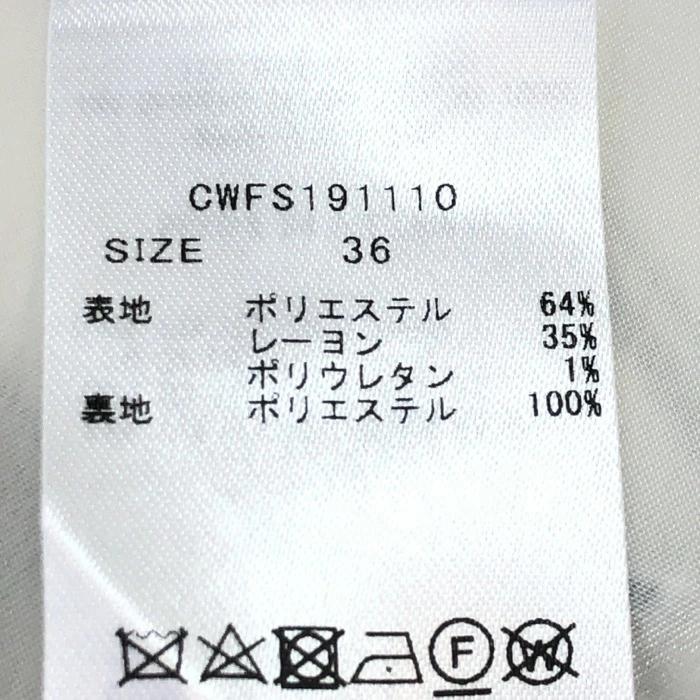 CWFS191110
SIZE 36
表地 ポリエステル 64%
レーヨン 35%
ポリウレタン 1%
裏地 ポリエステル 100%
F W